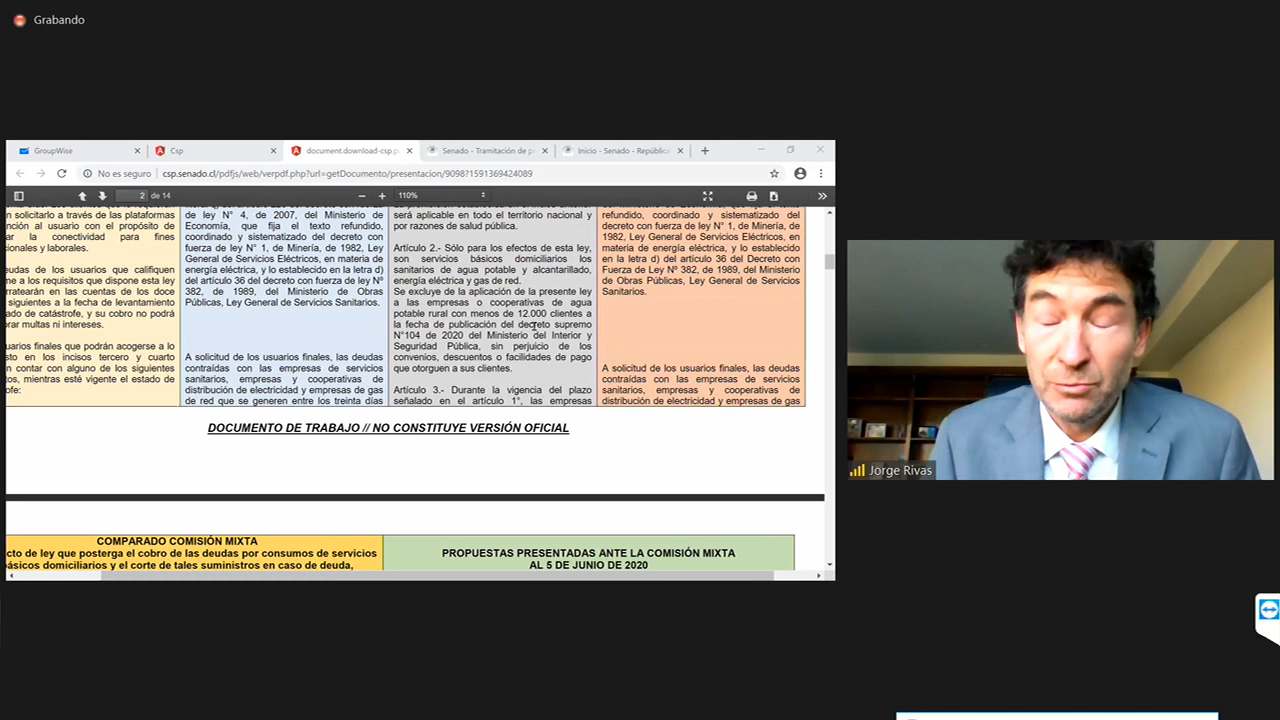 Grabando
GroupWise
Csp
document.download-csp.p
Senado - Tramitación de p
Inicio - Senado - Repúblic
No es seguro
csp.senado.cl/pdfjs/web/verpdf.php?url=getDocumento/presentacion/9098?1591369424089
2 de 14
110%
n solicitarlo a través de las plataformas
nción al usuario con el propósito de
ar la conectividad para fines
cionales y laborales.
eudas de los usuarios que califiquen
me a los requisitos que dispone esta ley
rratearán en las cuentas de los doce
siguientes a la fecha de levantamiento
ado de catástrofe, y su cobro no podrá
orar multas ni intereses.
suarios finales que podrán acogerse a
sto en los incisos tercero y cuarto
n contar con alguno de los siguientes
tos, mientras esté vigente el estado de
ofe:
de ley N° 4, de 2007, del Ministerio de
Economía, que fija el texto refundido,
coordinado y sistematizado del decreto con
fuerza de ley N° 1, de Minería, de 1982, Ley
General de Servicios Eléctricos, en materia de
energía eléctrica, y lo establecido en la letra d)
del artículo 36 del decreto con fuerza de ley Nº
382, de 1989, del Ministerio de Obras
Públicas, Ley General de Servicios Sanitarios.
A solicitud de los usuarios finales, las deudas
contraídas con las empresas de servicios
sanitarios, empresas y cooperativas de
distribución de electricidad y empresas de gas
de red que se generen entre los treinta días
será aplicable en todo el territorio nacional y
por razones de salud pública.
Artículo 2.- Sólo para los efectos de esta ley,
son servicios básicos domiciliarios los
sanitarios de agua potable y alcantarillado,
energía eléctrica y gas de red.
Se excluye de la aplicación de la presente ley
a las empresas o cooperativas de agua
potable rural con menos de 12.000 clientes a
la fecha de publicación del decreto supremo
N°104 de 2020 del Ministerio del Interior y
Seguridad Pública, sin perjuicio de los
convenios, descuentos o facilidades de pago
que otorguen a sus clientes.
Artículo 3.- Durante la vigencia del plazo
señalado en el artículo 1°, las empresas
refundido, coordinado y sistematizado del
decreto con fuerza de ley N° 1, de Minería, de
1982, Ley General de Servicios Eléctricos, en
materia de energía eléctrica, y lo establecido
en la letra d) del artículo 36 del Decreto con
Fuerza de Ley Nº 382, de 1989, del Ministerio
de Obras Públicas, Ley General de Servicios
Sanitarios.
A solicitud de los usuarios finales, las deudas
contraídas con las empresas de servicios
sanitarios, empresas y cooperativas de
distribución de electricidad y empresas de gas
DOCUMENTO DE TRABAJO // NO CONSTITUYE VERSIÓN OFICIAL
COMPARADO COMISIÓN MIXTA
cto de ley que posterga el cobro de las deudas por consumos de servicios
básicos domiciliarios y el corte de tales suministros en caso de deuda,
PROPUESTAS PRESENTADAS ANTE LA COMISIÓN MIXTA
AL 5 DE JUNIO DE 2020
Jorge Rivas